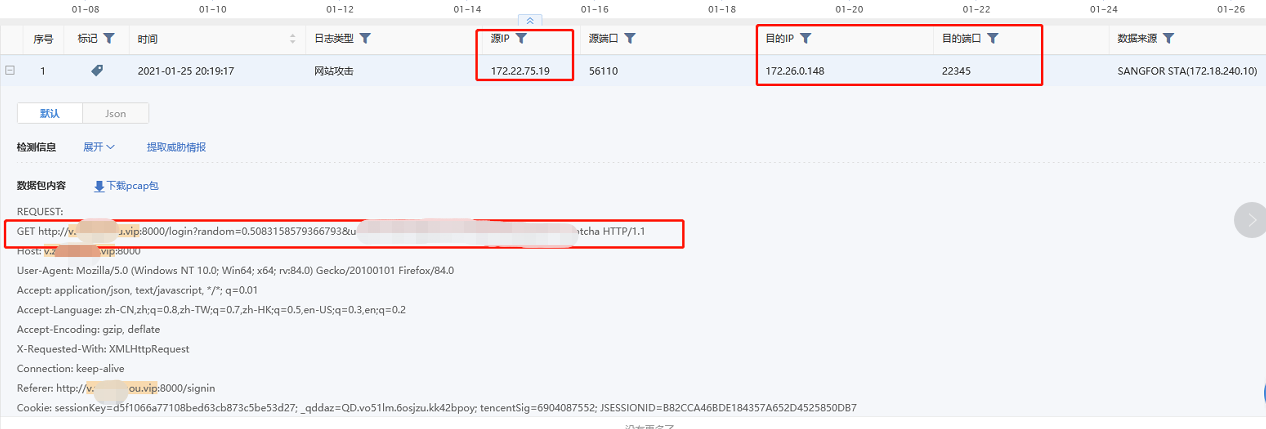 01-08 01-10 01-12 01-14 01-16 01-18 01-20 01-22 01-24 01-26
序号 标记 时间 日志类型 源IP 源端口 目的IP 目的端口 数据来源
1 2021-01-25 20:19:17 网站攻击 172.22.75.19 56110 172.26.0.148 22345 SANGFOR STA(172.18.240.10)
默认 Json
检测信息 展开 提取威胁情报
数据包内容 下载pcap包
REQUEST:
GET http://v. u.vip:8000/login?random=0.5083158579366793&u ntcha HTTP/1.1
Host: v. .vip:8000
User-Agent: Mozilla/5.0 (Windows NT 10.0; Win64; x64; rv:84.0) Gecko/20100101 Firefox/84.0
Accept: application/json, text/javascript, */*; q=0.01
Accept-Language: zh-CN,zh;q=0.8,zh-TW;q=0.7,zh-HK;q=0.5,en-US;q=0.3,en;q=0.2
Accept-Encoding: gzip, deflate
X-Requested-With: XMLHttpRequest
Connection: keep-alive
Referer: http://v. ou.vip:8000/signin
Cookie: sessionKey=d5f1066a77108bed63cb873c5be53d27; _qddaz=QD.vo51lm.6osjzu.kk42bpoy; tencentSig=6904087552; JSESSIONID=B82CCA46BDE184357A652D4525850DB7